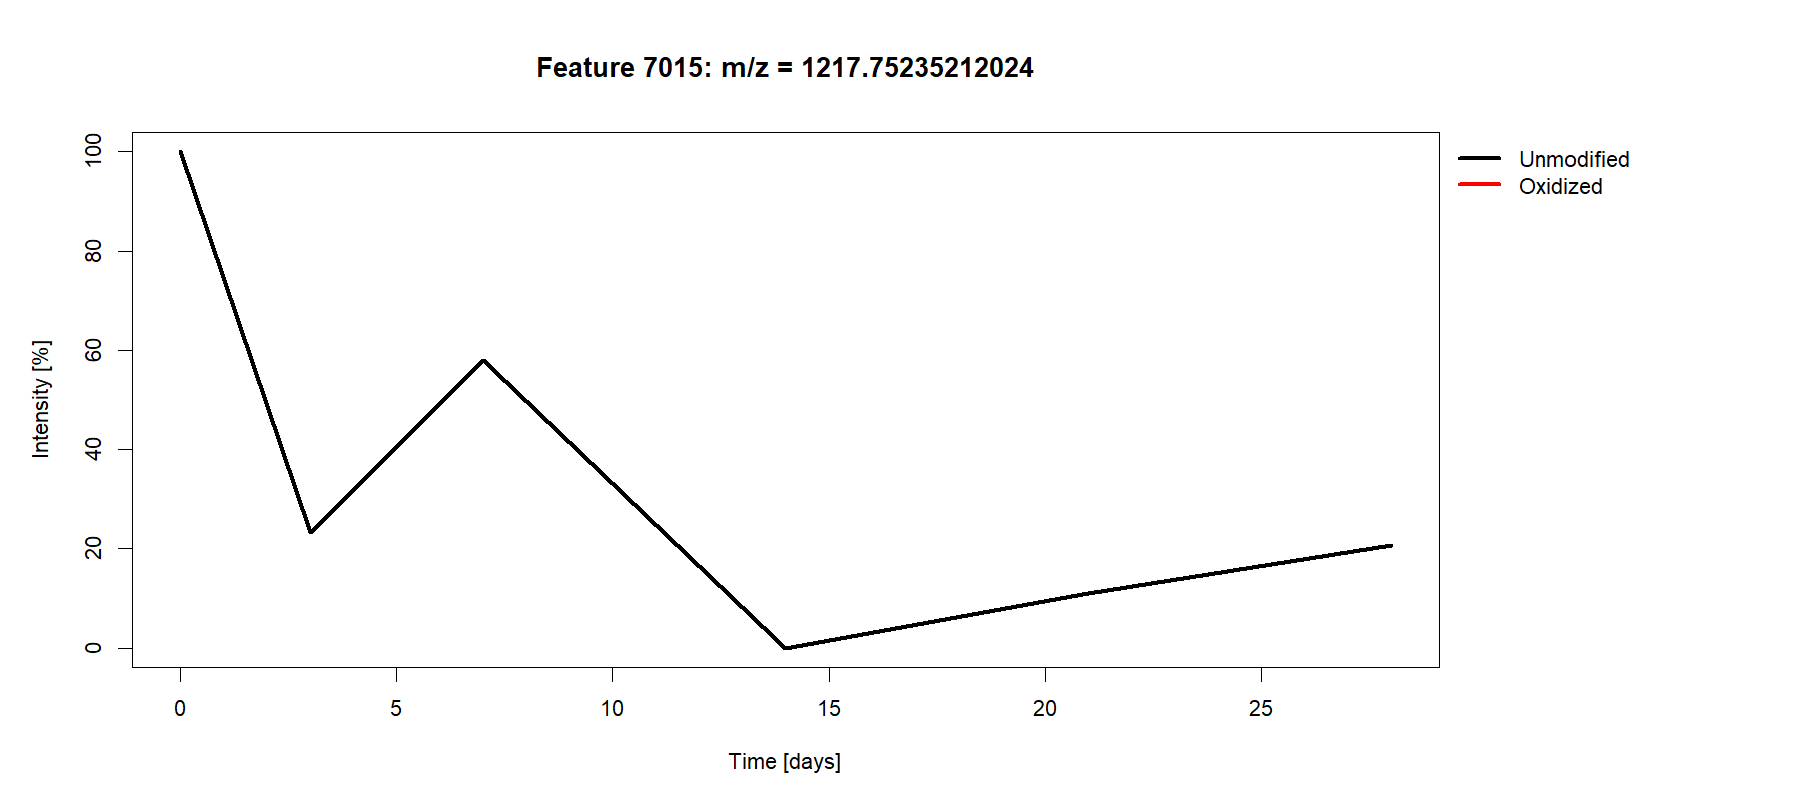 Feature 7015: m/z = 1217.75235212024
Unmodified
Oxidized
Intensity [%]
100
80
60
40
20
0
0 5 10 15 20 25
Time [days]